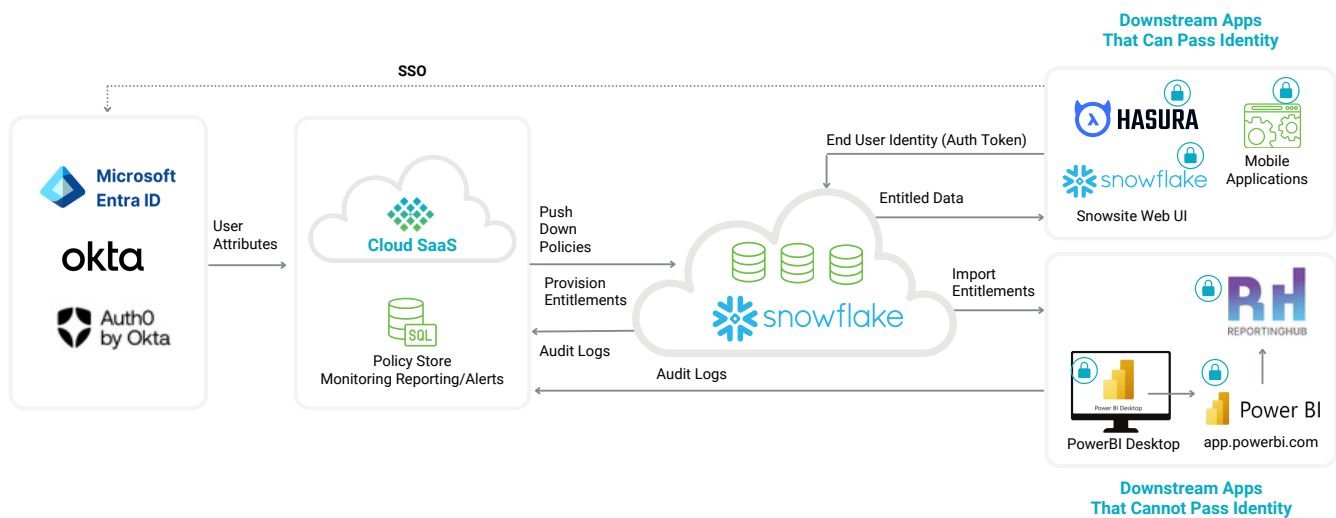 Downstream Apps
That Can Pass Identity
SSO
Microsoft
Entra ID
okta
Auth0
by Okta
User
Attributes
Cloud SaaS
SQL
Policy Store
Monitoring Reporting/Alerts
Push
Down
Policies
Provision
Entitlements
Audit Logs
Audit Logs
snowflake
End User Identity (Auth Token)
Entitled Data
Import
Entitlements
HASURA
snowflake
Snowsite Web UI
Mobile
Applications
RH
REPORTINGHUB
Power BI Desktop
PowerBI Desktop
Power BI
app.powerbi.com
Downstream Apps
That Cannot Pass Identity